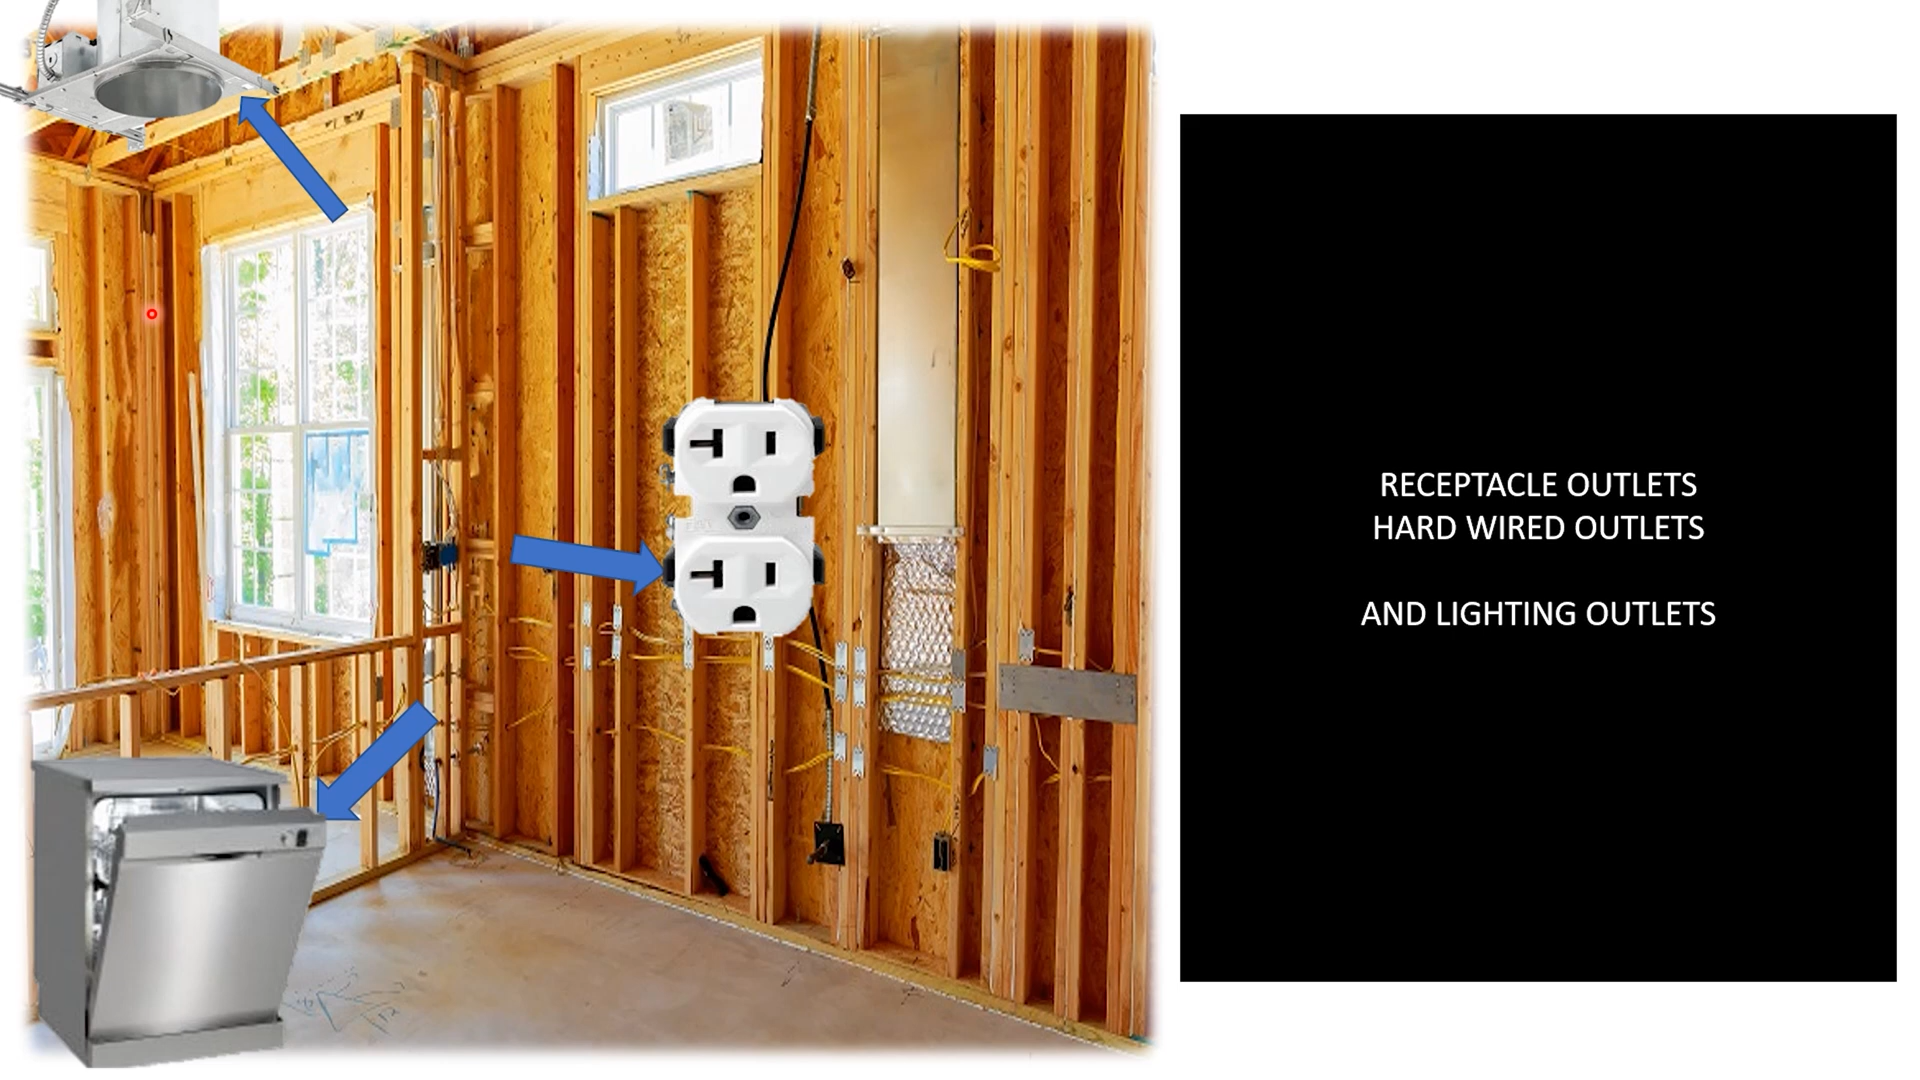 RECEPTACLE OUTLETS
HARD WIRED OUTLETS
AND LIGHTING OUTLETS